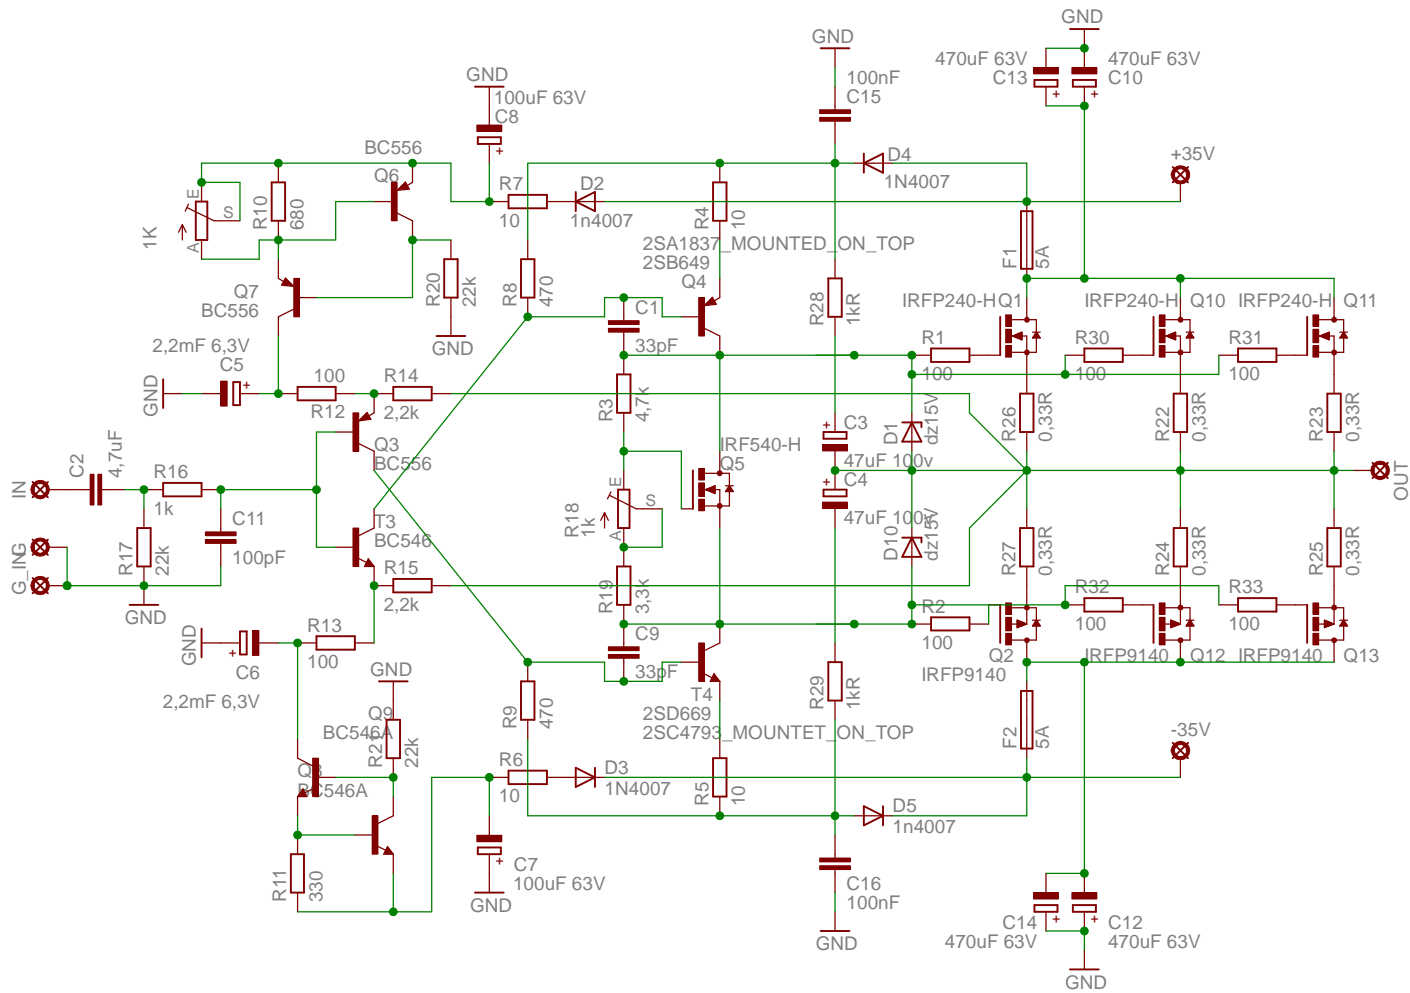 GND
470uF 63V
C13
470uF 63V
C10
GND
100nF
C15
GND
100uF 63V
C8
BC556
Q6
R10
680
E
S
A
1K
R7
10
D2
1n4007
D4
1N4007
+35V
R4
10
2SA1837_MOUNTED_ON_TOP
2SB649
Q4
F1
5A
Q7
BC556
R20
22k
GND
R8
470
C1
33pF
R28
1kR
IRFP240-H
Q1
IRFP240-H
Q10
IRFP240-H
Q11
R1
100
R30
100
R31
100
2,2mF 6,3V
C5
GND
100
R12
R14
2,2k
R3
4,7k
R26
0,33R
R22
0,33R
R23
0,33R
D1
dz15V
C3
47uF 100v
C4
47uF 100v
D10
dz15V
Q3
BC556
IRF540-H
Q5
IN
C2
4,7uF
R16
1k
R17
22k
C11
100pF
G_IN
G
GND
T3
BC546
R15
2,2k
R18
1k
E
S
A
R19
3,3k
OUT
R27
0,33R
R24
0,33R
R25
0,33R
R2
100
R32
100
R33
100
Q2
IRFP9140
IRFP9140
Q12
IRFP9140
Q13
GND
C6
2,2mF 6,3V
R13
100
GND
C9
33pF
T4
2SD669
2SC4793_MOUNTET_ON_TOP
R9
470
R29
1kR
Q9
BC546A
R21
22k
BC546A
R6
10
D3
1N4007
R5
10
F2
5A
-35V
D5
1n4007
R11
330
C7
100uF 63V
GND
C16
100nF
GND
C14
470uF 63V
C12
470uF 63V
GND